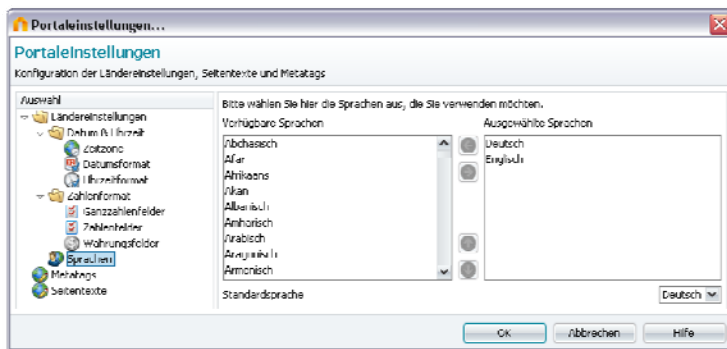 Portaleinstellungen...
Portaleinstellungen
Konfiguration der Ländereinstellungen, Seitentexte und Metatags
Auswahl
Ländereinstellungen
Datum & Uhrzeit
Zeitzone
Datumsformat
Uhrzeitformat
Zahlenformat
Ganzzahlenfelder
Zahlenfelder
Währungsfelder
Sprachen
Metatags
Seitentexte
Bitte wählen Sie hier die Sprachen aus, die Sie verwenden möchten.
Verfügbare Sprachen
Abchasisch
Afar
Afrikaans
Akan
Albanisch
Amharisch
Arabisch
Aragonisch
Armenisch
Ausgewählte Sprachen
Deutsch
Englisch
Standardsprache
Deutsch
OK
Abbrechen
Hilfe